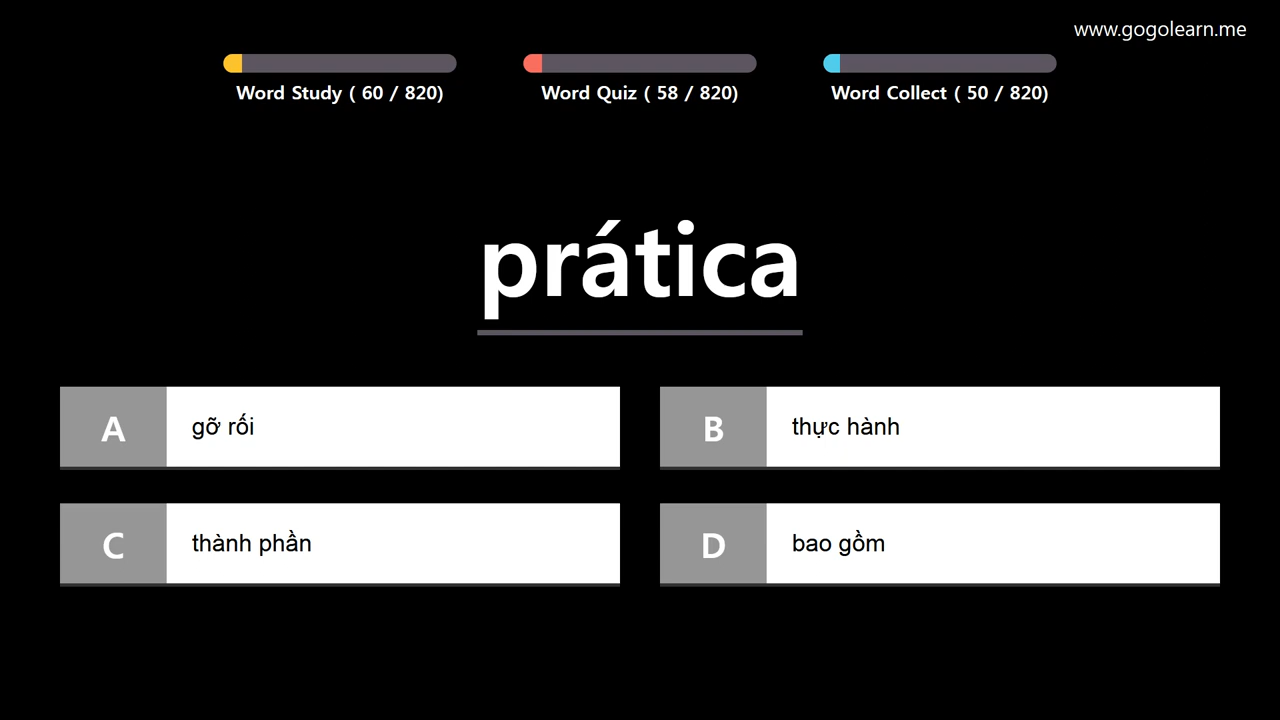 www.gogolearn.me
Word Study ( 60 / 820)
Word Quiz ( 58 / 820)
Word Collect ( 50 / 820)
prática
A gỡ rối
B thực hành
C thành phần
D bao gồm